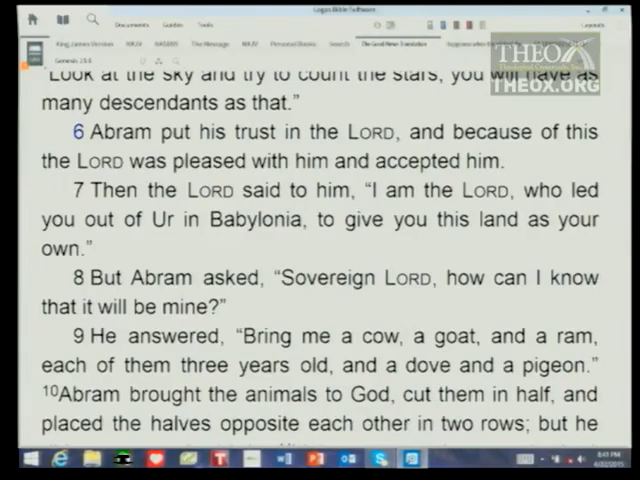 Logos Bible Software
Documents Guides Tools
Layouts
King James Version NKJV NASB95 The Message NKJV Personal Books Search The Good News Translation
Genesis 15:6
THEO
THEOX.ORG
"Look at the sky and try to count the stars; you will have as
many descendants as that."
6 Abram put his trust in the LORD, and because of this
the LORD was pleased with him and accepted him.
7 Then the LORD said to him, "I am the LORD, who led
you out of Ur in Babylonia, to give you this land as your
own."
8 But Abram asked, "Sovereign LORD, how can I know
that it will be mine?"
9 He answered, "Bring me a cow, a goat, and a ram,
each of them three years old, and a dove and a pigeon."
10 Abram brought the animals to God, cut them in half, and
placed the halves opposite each other in two rows; but he
8:41 PM